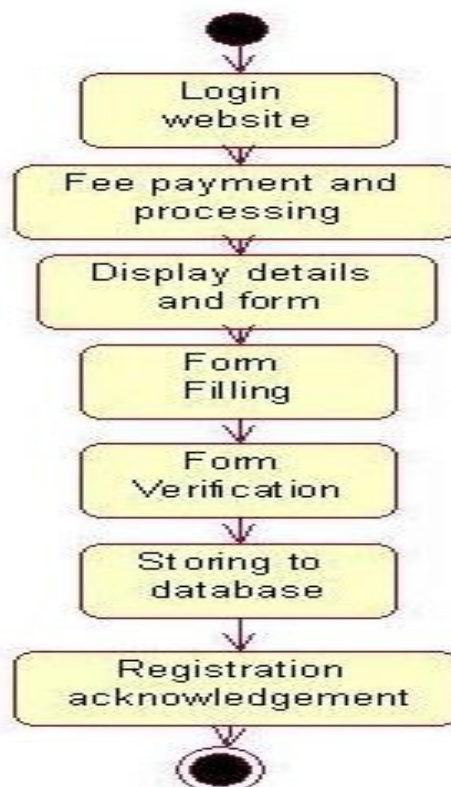 Login
website
Fee payment and
processing
Display details
and form
Form
Filling
Form
Verification
Storing to
database
Registration
acknowledgement